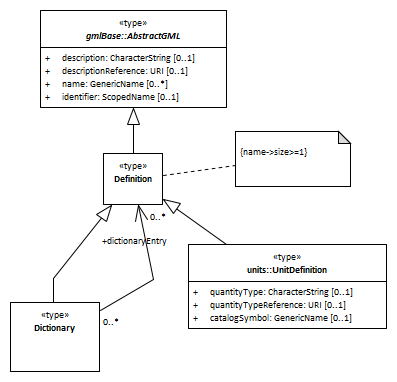 «type»
gmlBase::AbstractGML
+ description: CharacterString [0..1]
+ descriptionReference: URI [0..1]
+ name: GenericName [0..*]
+ identifier: ScopedName [0..1]
«type»
Definition
{name->size>=1}
0..*
+dictionaryEntry
«type»
units::UnitDefinition
+ quantityType: CharacterString [0..1]
+ quantityTypeReference: URI [0..1]
+ catalogSymbol: GenericName [0..1]
«type»
Dictionary
0..*